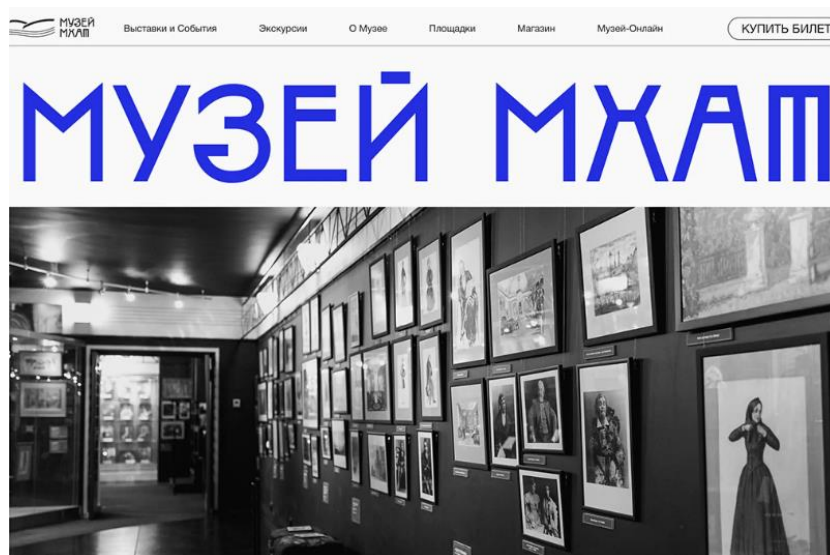 МУЗЕЙ
МХАТ
Выставки и События
Экскурсии
О Музее
Площадки
Магазин
Музей-Онлайн
КУПИТЬ БИЛЕТ
МУЗЕЙ МХАТ